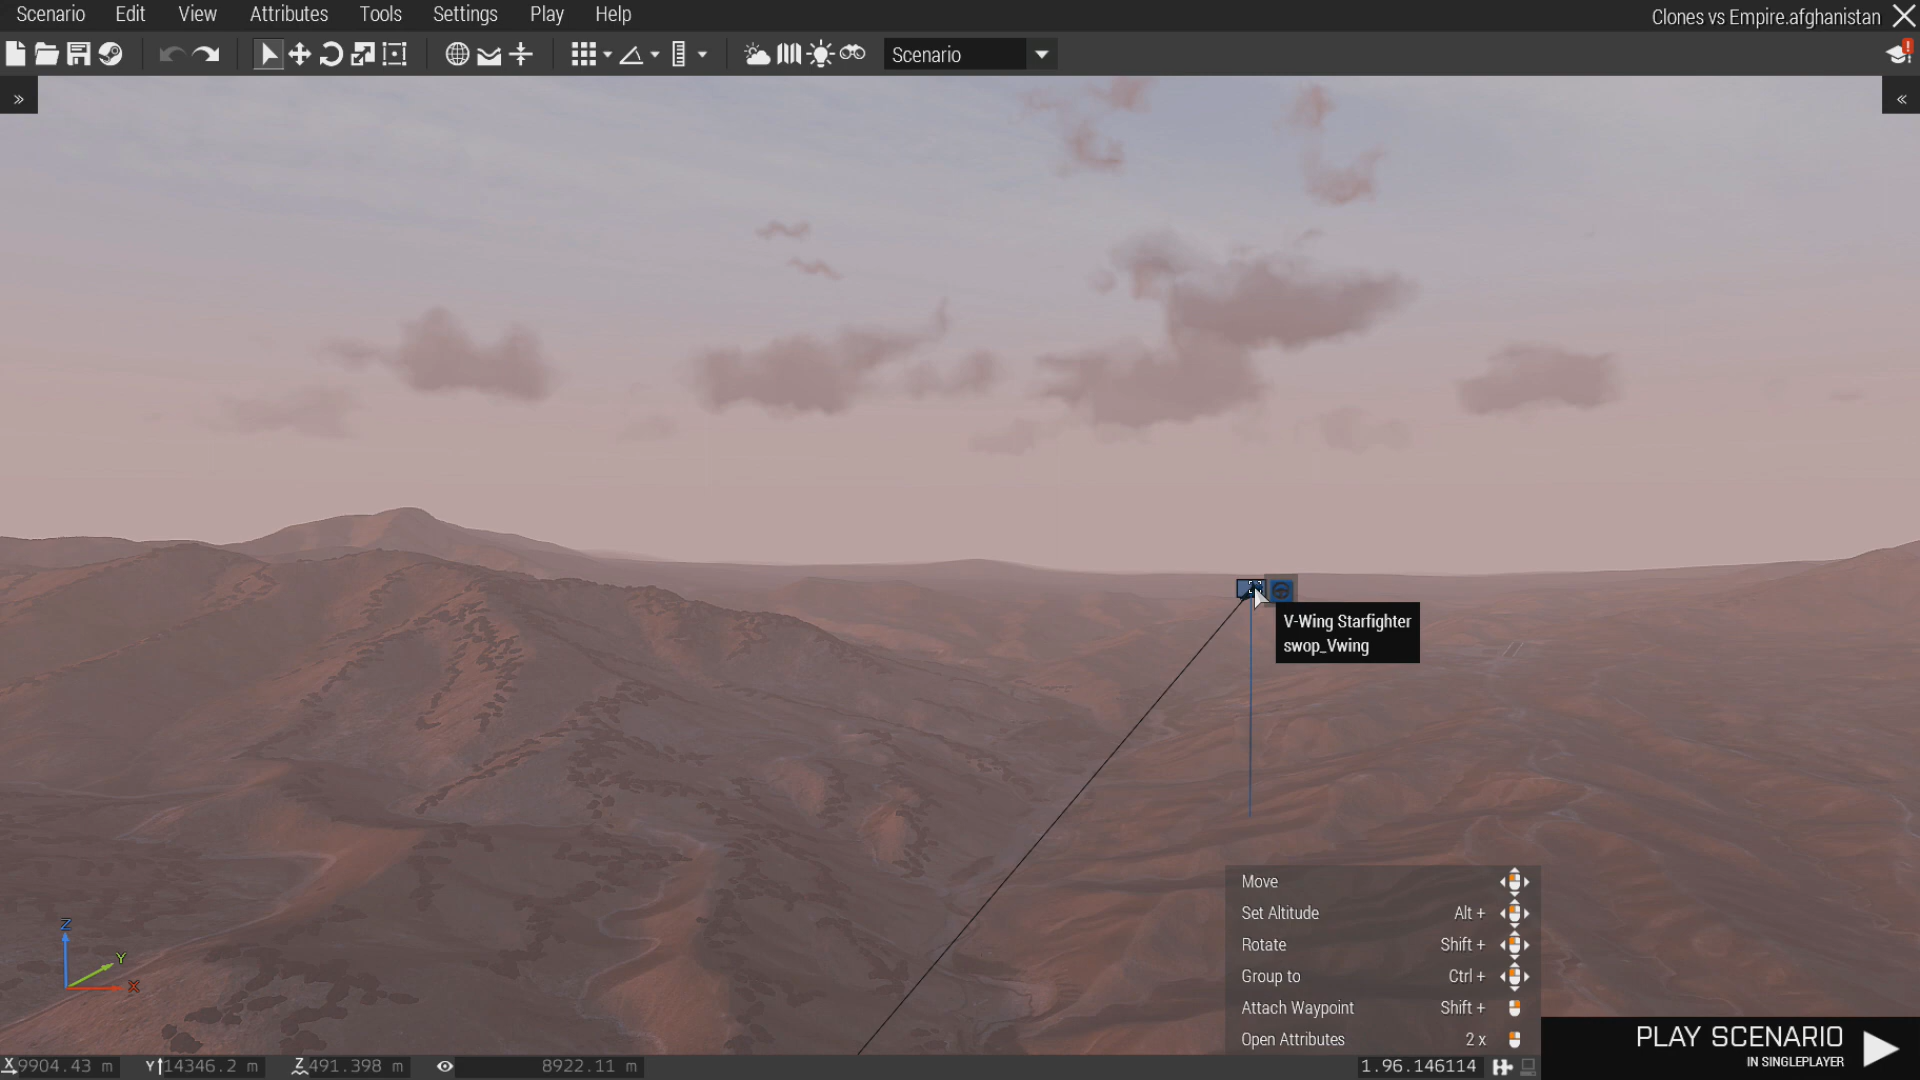 Scenario Edit View Attributes Tools Settings Play Help Clones vs Empire.afghanistan
Scenario
V-Wing Starfighter
swop_Vwing
Move
Set Altitude Alt +
Rotate Shift +
Group to Ctrl +
Attach Waypoint Shift +
Open Attributes 2 x
Z
Y
X
PLAY SCENARIO
IN SINGLEPLAYER
X 9904.43 m Y 14346.2 m Z 491.398 m 8922.11 m 1.96.146114